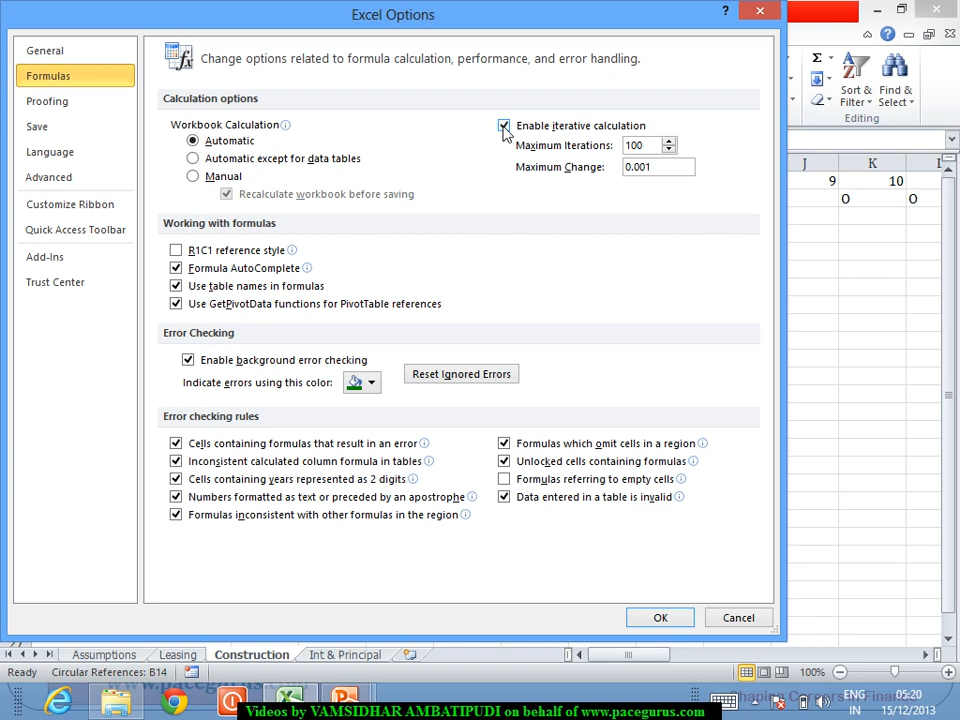 Excel Options
General
Formulas
Proofing
Save
Language
Advanced
Customize Ribbon
Quick Access Toolbar
Add-Ins
Trust Center
Change options related to formula calculation, performance, and error handling.
Calculation options
Workbook Calculation
Automatic
Automatic except for data tables
Manual
Recalculate workbook before saving
Enable iterative calculation
Maximum Iterations: 100
Maximum Change: 0.001
Working with formulas
R1C1 reference style
Formula AutoComplete
Use table names in formulas
Use GetPivotData functions for PivotTable references
Error Checking
Enable background error checking
Indicate errors using this color:
Reset Ignored Errors
Error checking rules
Cells containing formulas that result in an error
Inconsistent calculated column formula in tables
Cells containing years represented as 2 digits
Numbers formatted as text or preceded by an apostrophe
Formulas inconsistent with other formulas in the region
Formulas which omit cells in a region
Unlocked cells containing formulas
Formulas referring to empty cells
Data entered in a table is invalid
OK
Cancel
Sort & Filter
Find & Select
Editing
J K
9 10
0 0
Assumptions Leasing Construction Int & Principal
Ready Circular References: B14
100%
www.pacegurus.com
ENG
IN
05:20
15/12/2013
Videos by VAMSIDHAR AMBATIPUDI on behalf of www.pacegurus.com